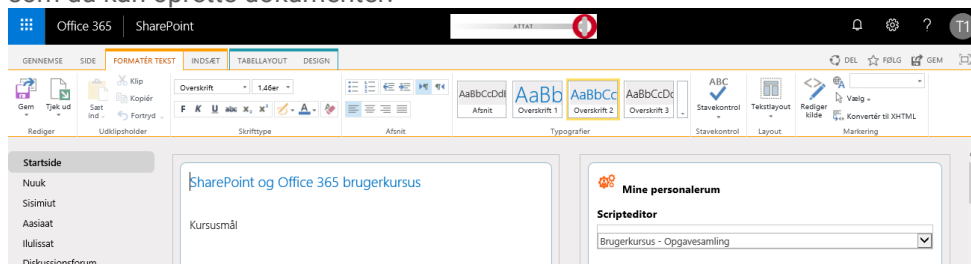 som du kan oprette dokumenter.
Office 365 SharePoint ATTAT ? T1
GENNEMSE SIDE FORMATÉR TEKST INDSÆT TABELLAYOUT DESIGN DEL FØLG GEM
Gem Tjek ud Sæt ind Klip Kopiér Fortryd
Overskrift 1.46er
F K U abc x, x²
AaBbCcDdI Afsnit AaBb Overskrift 1 AaBbCc Overskrift 2 AaBbCcDc Overskrift 3
ABC Stavekontrol Tekstlayout Rediger kilde Vælg Konvertér til XHTML
Rediger Udklipsholder Skrifttype Afsnit Typografier Stavekontrol Layout Markering
Startside
Nuuk
Sisimiut
Aasiaat
Ilulissat
Diskussionsforum
SharePoint og Office 365 brugerkursus
Kursusmål
Mine personalerum
Scripteditor
Brugerkursus - Opgavesamling